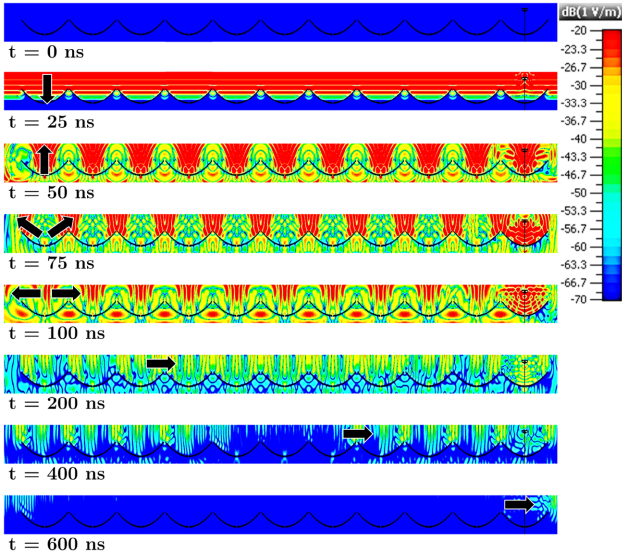 dB(1 V/m)
-20
-23.3
-26.7
-30
-33.3
-36.7
-40
-43.3
-46.7
-50
-53.3
-56.7
-60
-63.3
-66.7
-70
t = 0 ns
t = 25 ns
t = 50 ns
t = 75 ns
t = 100 ns
t = 200 ns
t = 400 ns
t = 600 ns